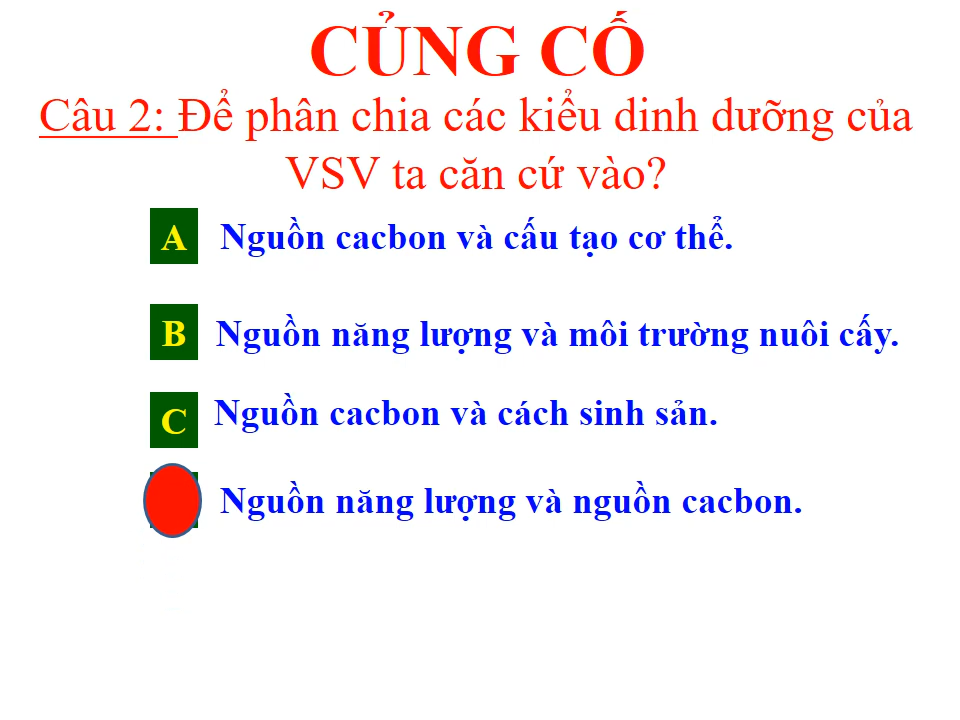 CỦNG CỐ
Câu 2: Để phân chia các kiểu dinh dưỡng của
VSV ta căn cứ vào?
A Nguồn cacbon và cấu tạo cơ thể.
B Nguồn năng lượng và môi trường nuôi cấy.
C Nguồn cacbon và cách sinh sản.
Nguồn năng lượng và nguồn cacbon.